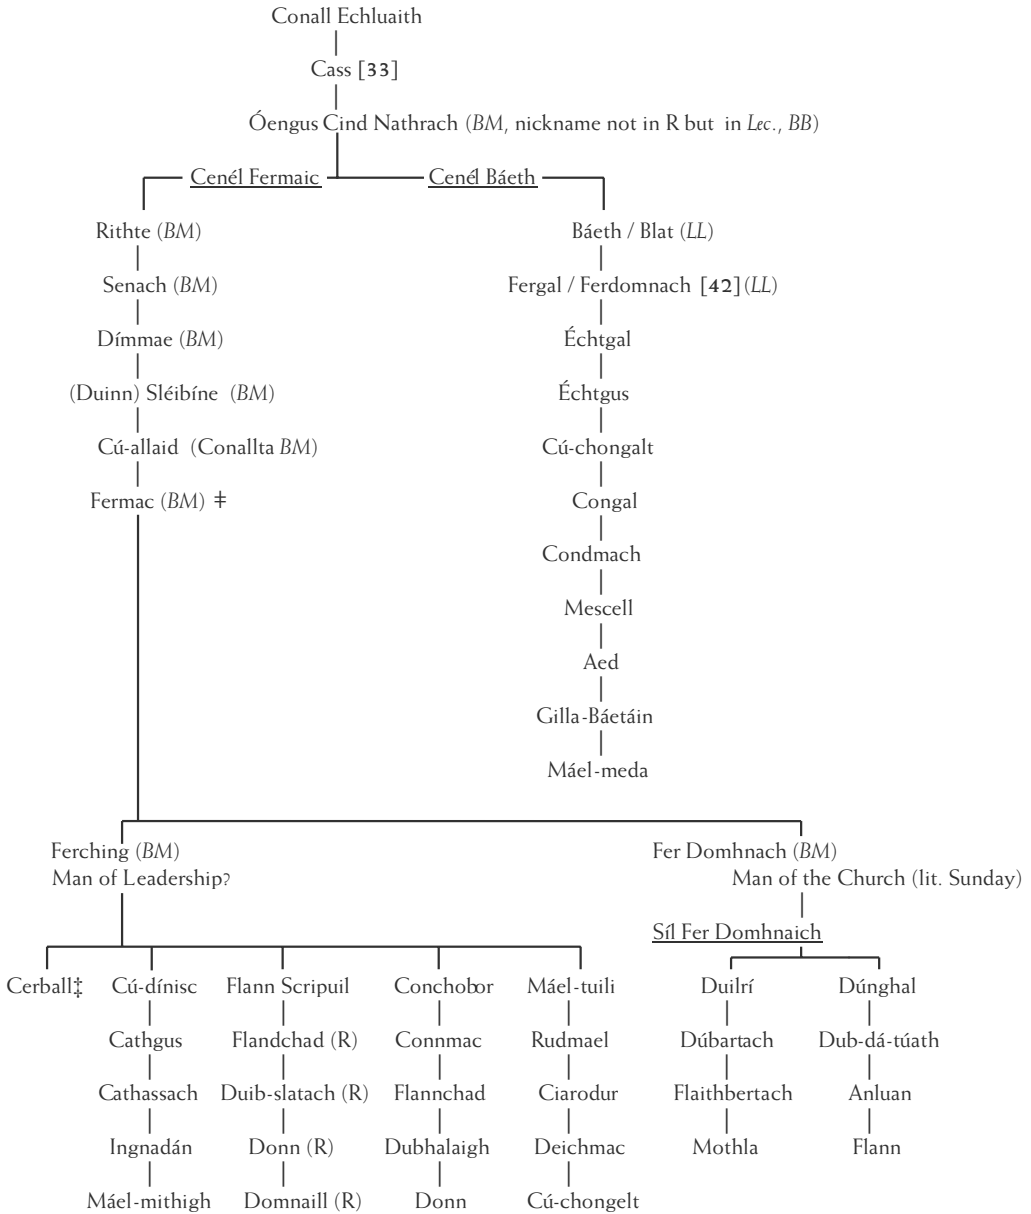 Conall Echluaith
Cass [33]
Óengus Cind Nathrach (BM, nickname not in R but in Lec., BB)
Cenél Fermaic Cenél Báeth
Rithte (BM) Báeth / Blat (LL)
Senach (BM) Fergal / Ferdomnach [42] (LL)
Dímmae (BM) Échtgal
(Duinn) Sléibíne (BM) Échtgus
Cú-allaid (Conallta BM) Cú-chongalt
Fermac (BM) ǂ Congal
Condmach
Mescell
Aed
Gilla-Báetáin
Máel-meda
Ferching (BM) Fer Domhnach (BM)
Man of Leadership? Man of the Church (lit. Sunday)
Síl Fer Domhnaich
Cerball‡ Cú-dínisc Flann Scripuil Conchobor Máel-tuili Duilrí Dúnghal
Cathgus Flandchad (R) Connmac Rudmael Dúbartach Dub-dá-túath
Cathassach Duib-slatach (R) Flannchad Ciarodur Flaithbertach Anluan
Ingnadán Donn (R) Dubhalaigh Deichmac Mothla Flann
Máel-mithigh Domnaill (R) Donn Cú-chongelt